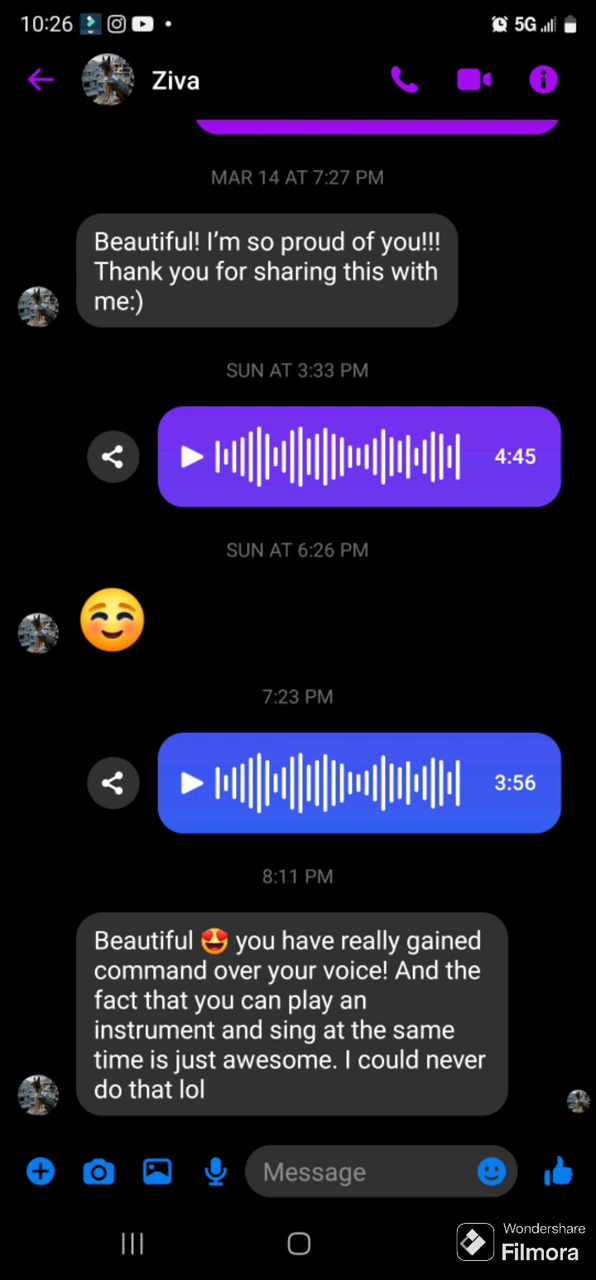 10:26
5G
Ziva
MAR 14 AT 7:27 PM
Beautiful! I’m so proud of you!!!
Thank you for sharing this with
me:)
SUN AT 3:33 PM
4:45
SUN AT 6:26 PM
7:23 PM
3:56
8:11 PM
Beautiful 😍 you have really gained
command over your voice! And the
fact that you can play an
instrument and sing at the same
time is just awesome. I could never
do that lol
Message
Wondershare
Filmora